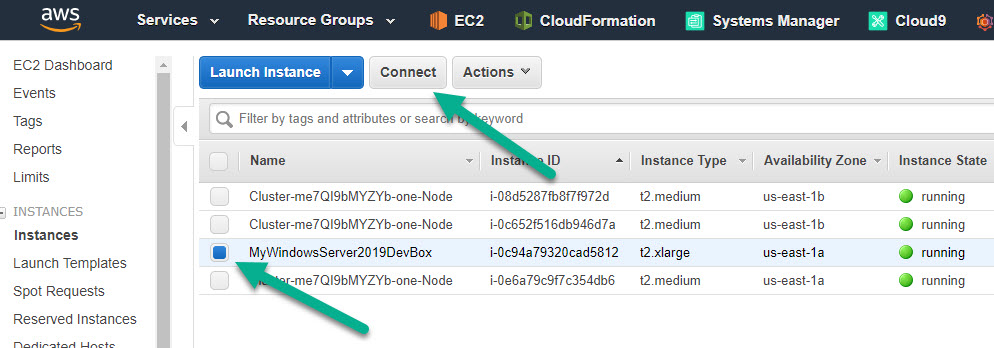 aws Services Resource Groups EC2 CloudFormation Systems Manager Cloud9
EC2 Dashboard
Events
Tags
Reports
Limits
INSTANCES
Instances
Launch Templates
Spot Requests
Reserved Instances
Dedicated Hosts
Launch Instance Connect Actions
Filter by tags and attributes or search by keyword
Name Instance ID Instance Type Availability Zone Instance State
Cluster-me7QI9bMYZYb-one-Node i-08d5287fb8f7f972d t2.medium us-east-1b running
Cluster-me7QI9bMYZYb-one-Node i-0c652f516db946d7a t2.medium us-east-1b running
MyWindowsServer2019DevBox i-0c94a79320cad5812 t2.xlarge us-east-1a running
Cluster-me7QI9bMYZYb-one-Node i-0e6a79c9f7c354db6 t2.medium us-east-1a running